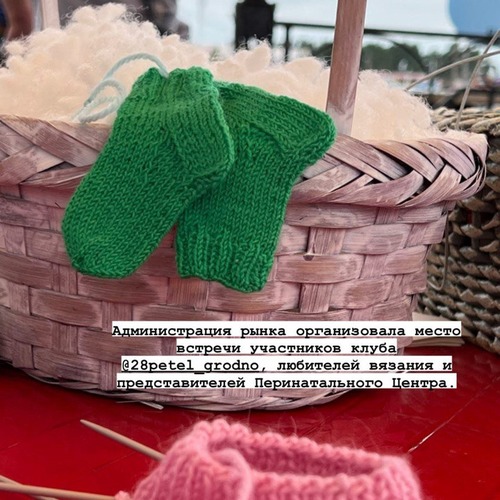 Администрация рынка организовала место
встречи участников клуба
@28petel_grodno, любителей вязания и
представителей Перинатального Центра.